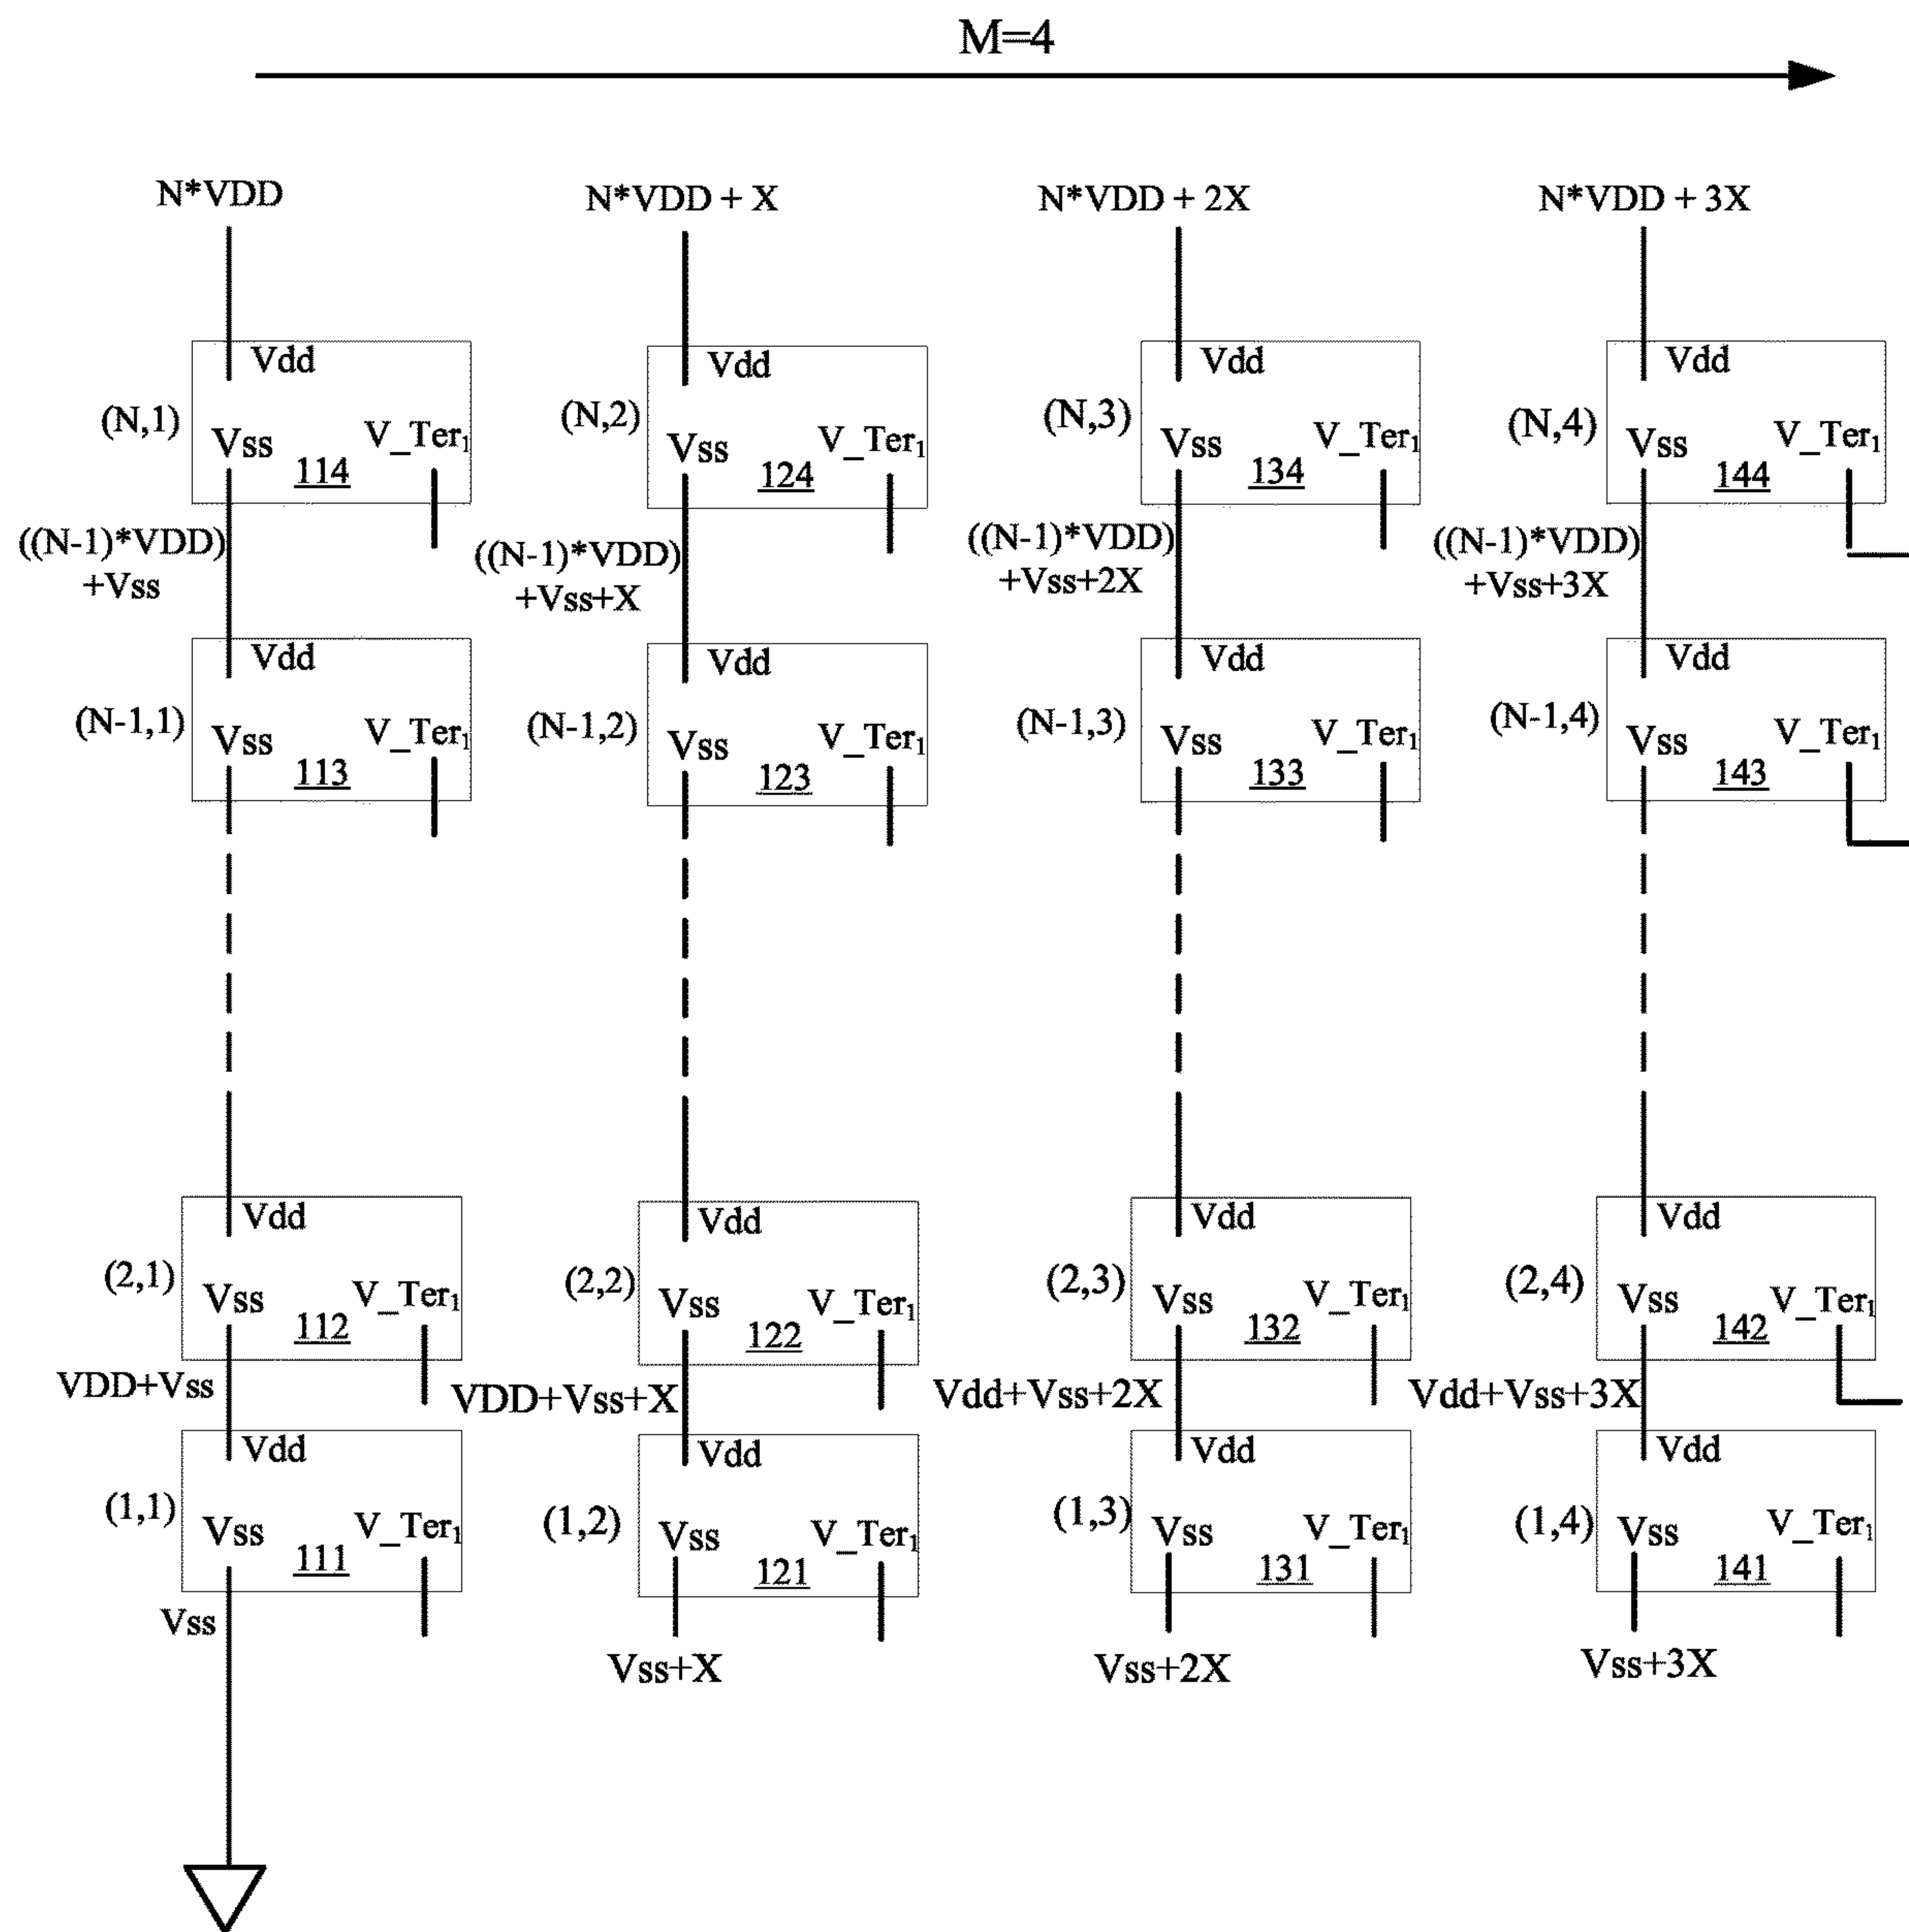 M=4
N*VDD
N*VDD + X
N*VDD + 2X
N*VDD + 3X
Vdd
Vdd
Vdd
Vdd
(N,1)
Vss
V_Ter₁
114
(N,2)
Vss
V_Ter₁
124
(N,3)
Vss
V_Ter₁
134
(N,4)
Vss
V_Ter₁
144
((N-1)*VDD)
+Vss
((N-1)*VDD)
+Vss+X
((N-1)*VDD)
+Vss+2X
((N-1)*VDD)
+Vss+3X
Vdd
Vdd
Vdd
Vdd
(N-1,1)
Vss
V_Ter₁
113
(N-1,2)
Vss
V_Ter₁
123
(N-1,3)
Vss
V_Ter₁
133
(N-1,4)
Vss
V_Ter₁
143
Vdd
Vdd
Vdd
Vdd
(2,1)
Vss
V_Ter₁
112
(2,2)
Vss
V_Ter₁
122
(2,3)
Vss
V_Ter₁
132
(2,4)
Vss
V_Ter₁
142
VDD+Vss
VDD+Vss+X
Vdd+Vss+2X
Vdd+Vss+3X
Vdd
Vdd
Vdd
Vdd
(1,1)
Vss
V_Ter₁
111
(1,2)
Vss
V_Ter₁
121
(1,3)
Vss
V_Ter₁
131
(1,4)
Vss
V_Ter₁
141
Vss
Vss+X
Vss+2X
Vss+3X